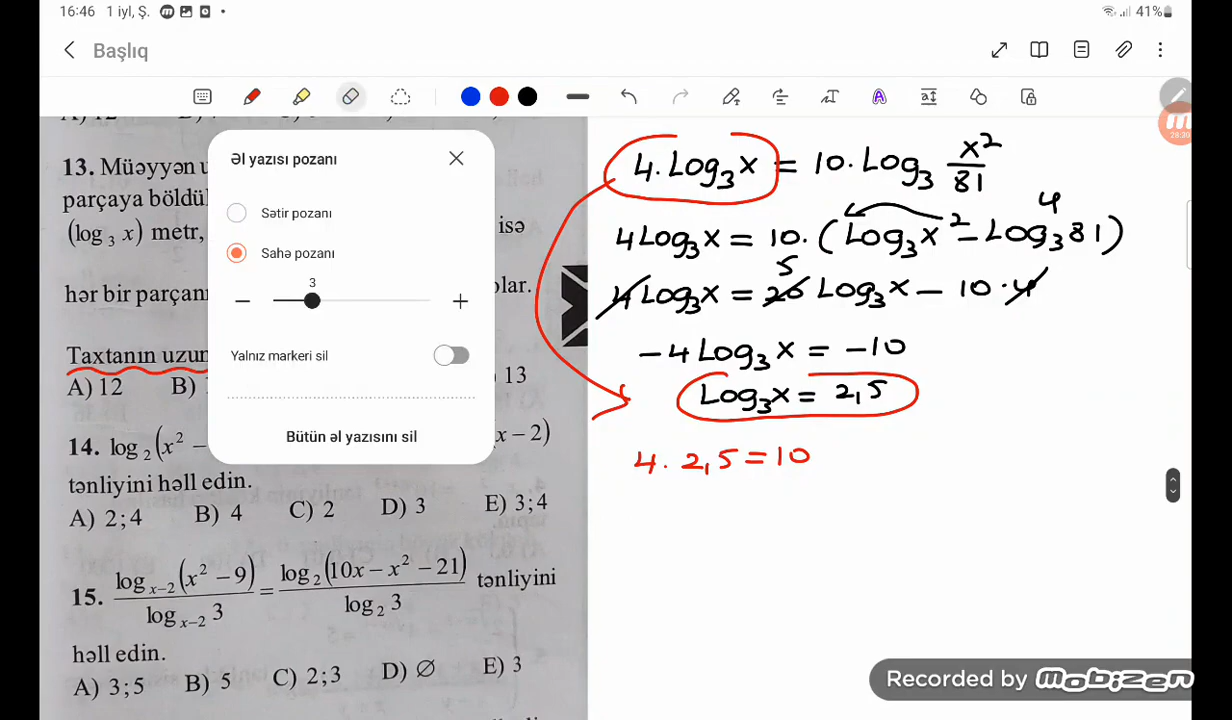 16:46 1 iyl, Ş. 41%
Başlıq
13. Müəyyən
parçaya böldü
(log₃ x) metr, isə
hər bir parçanı olar.
Taxtanın uzun
A) 12 B) 13
14. log₂(x² – x – 2)
tənliyini həll edin.
A) 2; 4 B) 4 C) 2 D) 3 E) 3; 4
15. log_{x–2}(x² – 9) / log_{x–2} 3 = log₂(10x – x² – 21) / log₂ 3 tənliyini
həll edin.
A) 3; 5 B) 5 C) 2; 3 D) ∅ E) 3
Əl yazısı pozanı
Sətir pozanı
Sahə pozanı
3
Yalnız markeri sil
Bütün əl yazısını sil
4. Log₃x = 10. Log₃ x²/81
4Log₃x = 10. (Log₃x² – Log₃81) 4
4Log₃x = 20 Log₃x – 10 · 4 5
–4 Log₃x = –10
Log₃x = 2,5
4. 2,5 = 10
Recorded by mobizen